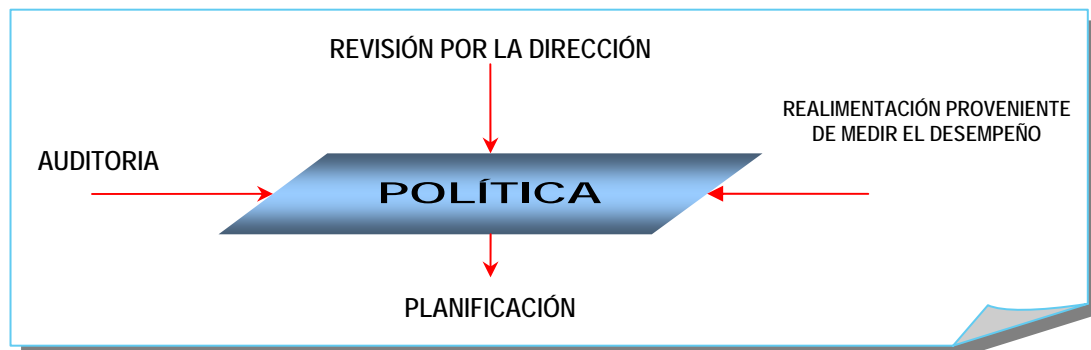 REVISIÓN POR LA DIRECCIÓN
REALIMENTACIÓN PROVENIENTE
DE MEDIR EL DESEMPEÑO
AUDITORIA
POLÍTICA
PLANIFICACIÓN